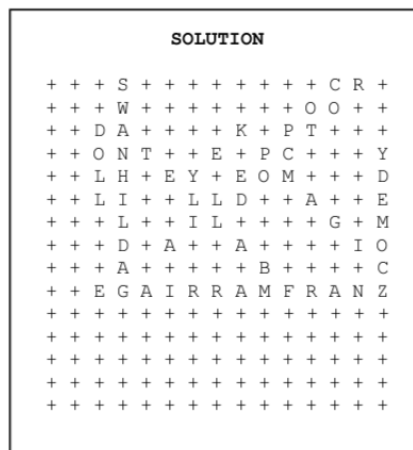 SOLUTION
+ + + S + + + + + + + + C R +
+ + + W + + + + + + + O O + +
+ + D A + + + + K + P T + + +
+ + O N T + + E + P C + + + Y
+ + L H + E Y + E O M + + + D
+ + L I + + L L D + + A + + E
+ + + L + + I L + + + + G + M
+ + + D + A + + A + + + + I O
+ + + A + + + + + B + + + + C
+ + E G A I R R A M F R A N Z
+ + + + + + + + + + + + + + +
+ + + + + + + + + + + + + + +
+ + + + + + + + + + + + + + +
+ + + + + + + + + + + + + + +
+ + + + + + + + + + + + + + +